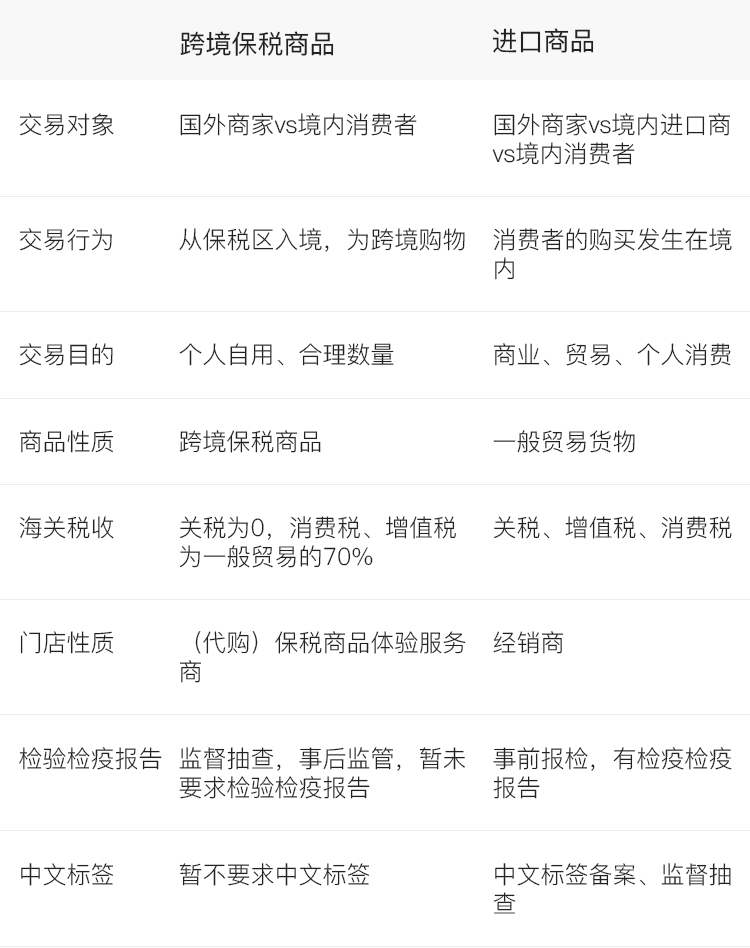 跨境保税商品
进口商品
交易对象
国外商家vs境内消费者
国外商家vs境内进口商
vs境内消费者
交易行为
从保税区入境，为跨境购物
消费者的购买发生在境
内
交易目的
个人自用、合理数量
商业、贸易、个人消费
商品性质
跨境保税商品
一般贸易货物
海关税收
关税为0，消费税、增值税
为一般贸易的70%
关税、增值税、消费税
门店性质
（代购）保税商品体验服务
商
经销商
检验检疫报告
监督抽查，事后监管，暂未
要求检验检疫报告
事前报检，有检疫检疫
报告
中文标签
暂不要求中文标签
中文标签备案、监督抽
查